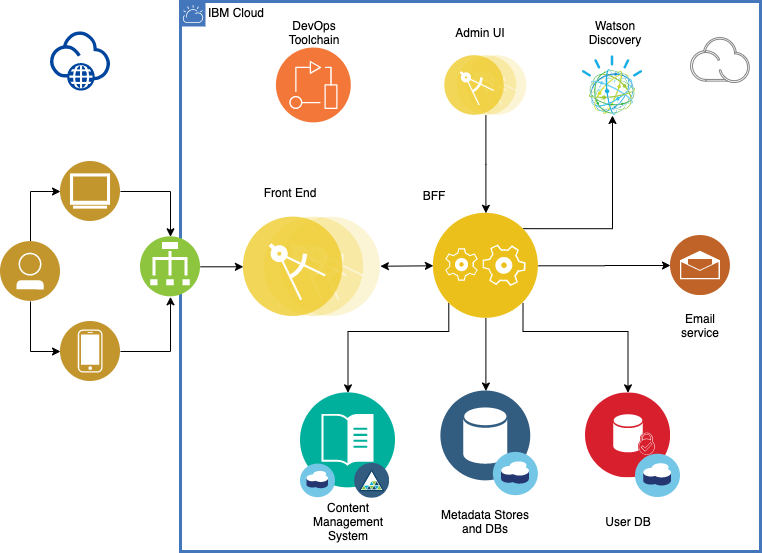 IBM Cloud
DevOps
Toolchain
Admin UI
Watson
Discovery
Front End
BFF
Email
service
Content
Management
System
Metadata Stores
and DBs
User DB